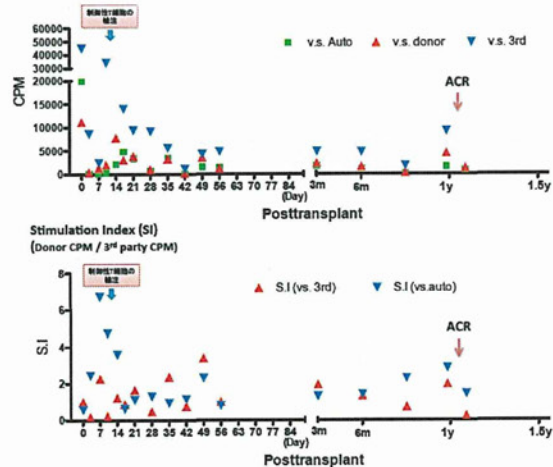 制御性T細胞の
輸注
60000
50000
40000
30000
20000
15000
10000
5000
0
CPM
v.s. Auto
v.s. donor
v.s. 3rd
ACR
0 7 14 21 28 35 42 49 56 63 70 77 84
(Day)
3m 6m 1y 1.5y
Posttransplant
Stimulation Index (SI)
(Donor CPM / 3rd party CPM)
制御性T細胞の
輸注
8
6
4
2
0
S.I
S.I (vs. 3rd)
S.I (vs.auto)
ACR
0 7 14 21 28 35 42 49 56 63 70 77 84
(Day)
3m 6m 1y 1.5y
Posttransplant